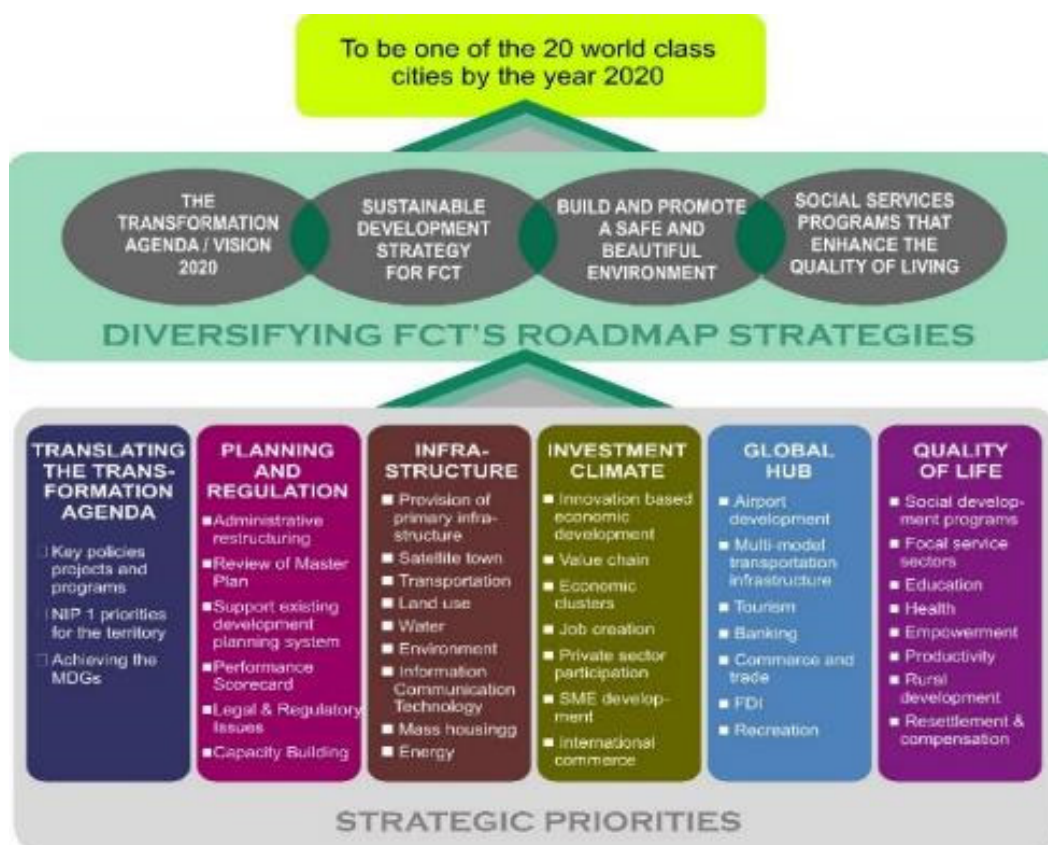 To be one of the 20 world class
cities by the year 2020
THE
TRANSFORMATION
AGENDA / VISION
2020
SUSTAINABLE
DEVELOPMENT
STRATEGY
FOR FCT
BUILD AND PROMOTE
A SAFE AND
BEAUTIFUL
ENVIRONMENT
SOCIAL SERVICES
PROGRAMS THAT
ENHANCE THE
QUALITY OF LIVING
DIVERSIFYING FCT'S ROADMAP STRATEGIES
TRANSLATING
THE TRANS-
FORMATION
AGENDA
Key policies
projects and
programs
NIP 1 priorities
for the territory
Achieving the
MDGs
PLANNING
AND
REGULATION
Administrative
restructuring
Review of Master
Plan
Support existing
development
planning system
Performance
Scorecard
Legal & Regulatory
Issues
Capacity Building
INFRA-
STRUCTURE
Provision of
primary infra-
structure
Satellite town
Transportation
Land use
Water
Environment
Information
Communication
Technology
Mass housingg
Energy
INVESTMENT
CLIMATE
Innovation based
economic
development
Value chain
Economic
clusters
Job creation
Private sector
participation
SME develop-
ment
International
commerce
GLOBAL
HUB
Airport
development
Multi-model
transportation
infrastructure
Tourism
Banking
Commerce and
trade
FDI
Recreation
QUALITY
OF LIFE
Social develop-
ment programs
Focal service
sectors
Education
Health
Empowerment
Productivity
Rural
development
Resettlement &
compensation
STRATEGIC PRIORITIES